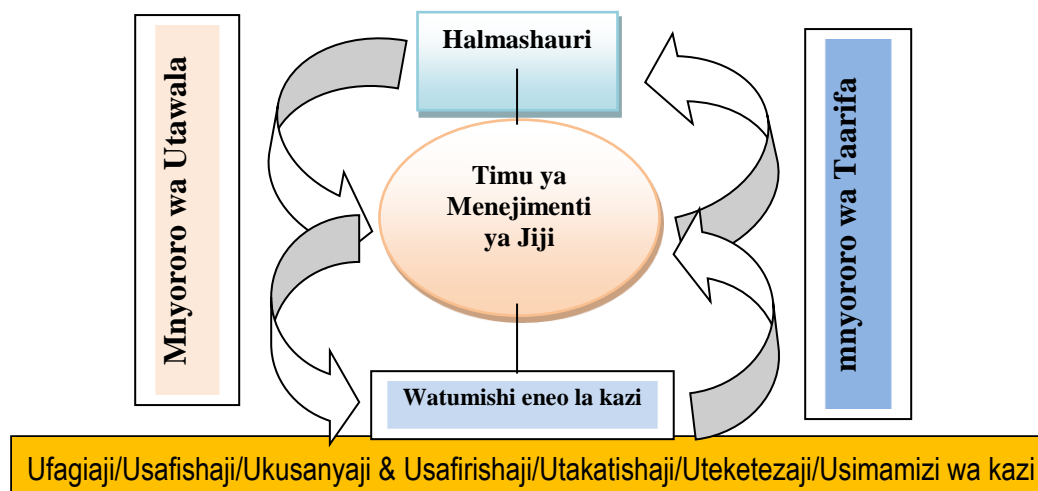 Halmashauri
Mnyororo wa Utawala
mnyororo wa Taarifa
Timu ya
Menejimenti
ya Jiji
Watumishi eneo la kazi
Ufagiaji/Usafishaji/Ukusanyaji & Usafirishaji/Utakatishaji/Uteketezaji/Usimamizi wa kazi